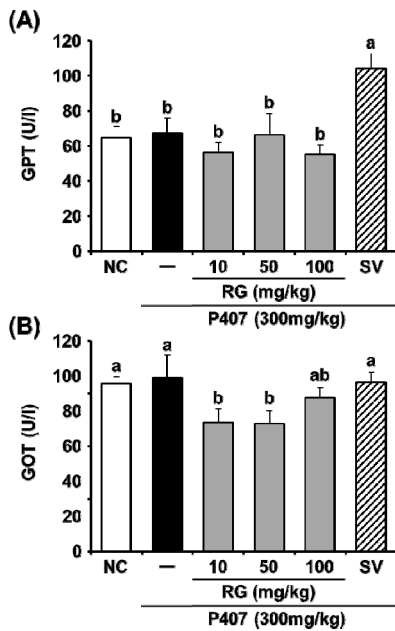 (A)
120
100
80
60
40
20
0
GPT (U/l)
b b b b b a
NC — 10 50 100 SV
RG (mg/kg)
P407 (300mg/kg)
(B)
120
100
80
60
40
20
0
GOT (U/l)
a a b b ab a
NC — 10 50 100 SV
RG (mg/kg)
P407 (300mg/kg)